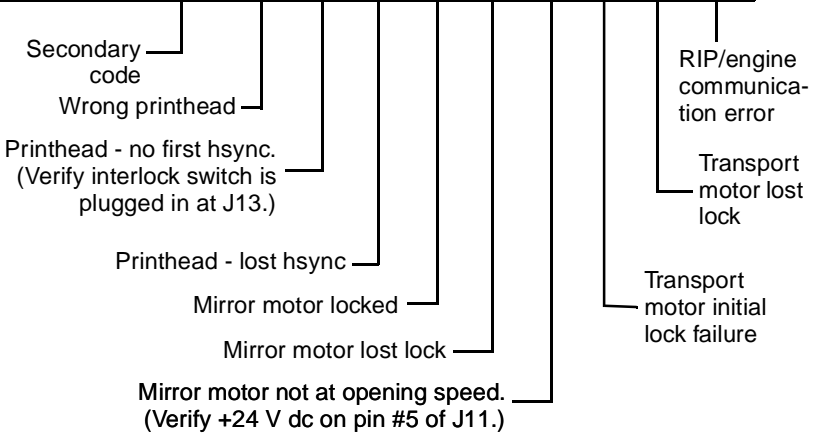 Secondary
code
Wrong printhead
Printhead - no first hsync.
(Verify interlock switch is
plugged in at J13.)
Printhead - lost hsync
Mirror motor locked
Mirror motor lost lock
Mirror motor not at opening speed.
(Verify +24 V dc on pin #5 of J11.)
RIP/engine
communica-
tion error
Transport
motor lost
lock
Transport
motor initial
lock failure